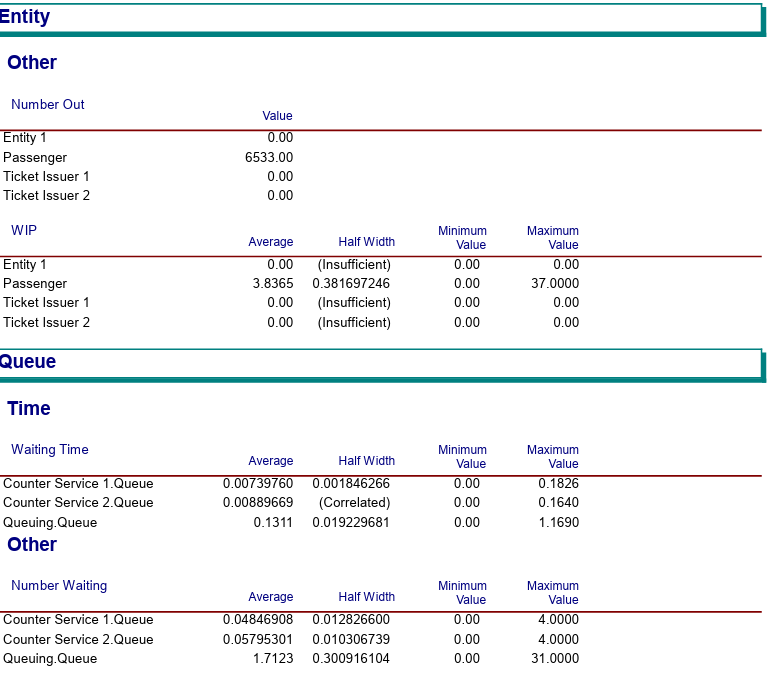 Entity
Other
Number Out
Value
Entity 1 0.00
Passenger 6533.00
Ticket Issuer 1 0.00
Ticket Issuer 2 0.00
WIP Average Half Width Minimum Value Maximum Value
Entity 1 0.00 (Insufficient) 0.00 0.00
Passenger 3.8365 0.381697246 0.00 37.0000
Ticket Issuer 1 0.00 (Insufficient) 0.00 0.00
Ticket Issuer 2 0.00 (Insufficient) 0.00 0.00
Queue
Time
Waiting Time Average Half Width Minimum Value Maximum Value
Counter Service 1.Queue 0.00739760 0.001846266 0.00 0.1826
Counter Service 2.Queue 0.00889669 (Correlated) 0.00 0.1640
Queuing.Queue 0.1311 0.019229681 0.00 1.1690
Other
Number Waiting Average Half Width Minimum Value Maximum Value
Counter Service 1.Queue 0.04846908 0.012826600 0.00 4.0000
Counter Service 2.Queue 0.05795301 0.010306739 0.00 4.0000
Queuing.Queue 1.7123 0.300916104 0.00 31.0000